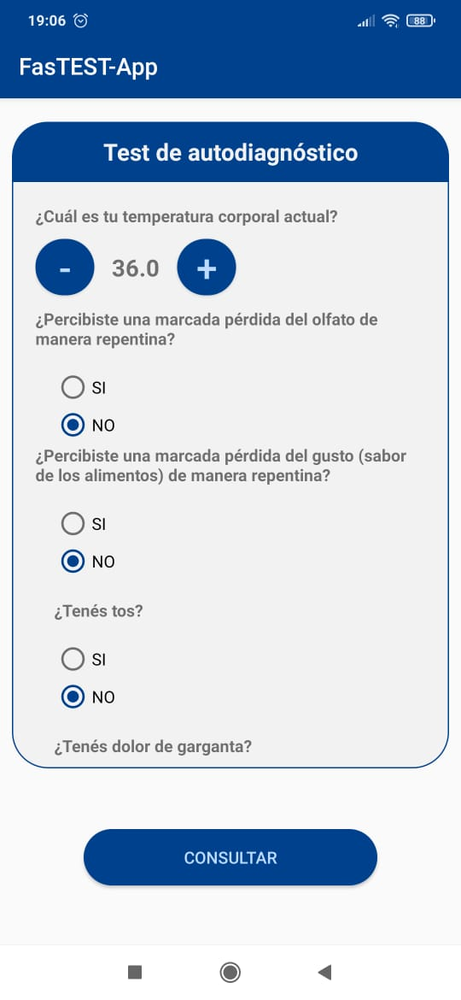 19:06
88
FasTEST-App
Test de autodiagnóstico
¿Cuál es tu temperatura corporal actual?
- 36.0 +
¿Percibiste una marcada pérdida del olfato de
manera repentina?
SI
NO
¿Percibiste una marcada pérdida del gusto (sabor
de los alimentos) de manera repentina?
SI
NO
¿Tenés tos?
SI
NO
¿Tenés dolor de garganta?
CONSULTAR